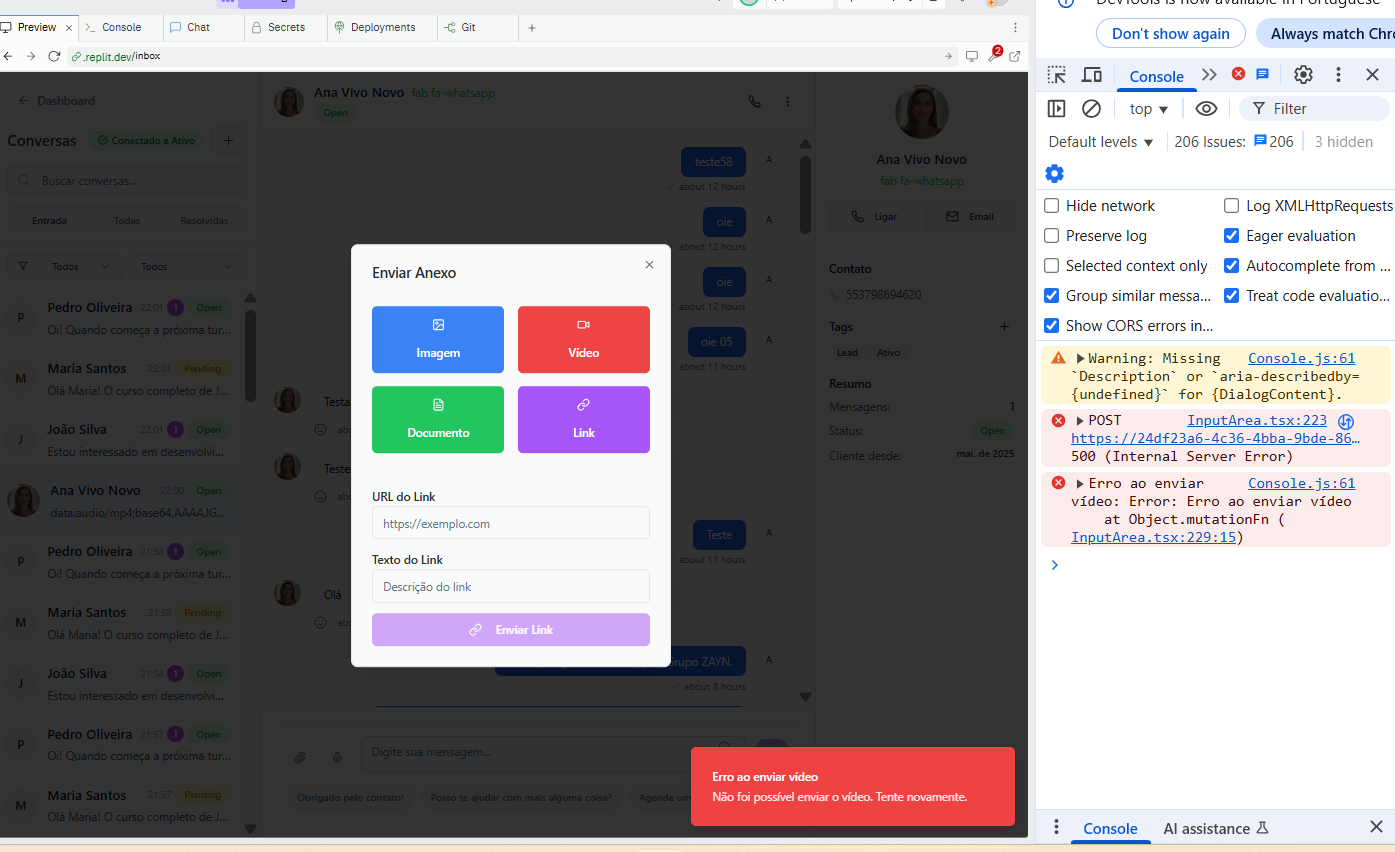 Preview
Console
Chat
Secrets
Deployments
Git
.replit.dev/inbox
2
Dashboard
Conversas
Conectado e Ativo
Buscar conversas...
Entrada
Todas
Resolvidas
Todos
Todos
Pedro Oliveira 22:01 1 Open
P
Oi! Quando começa a próxima tur...
Maria Santos 22:01 Pending
M
Olá Maria! O curso completo de J...
João Silva 22:01 1 Open
J
Estou interessado em desenvolvi...
Ana Vivo Novo 22:00 Open
data:audio/mp4;base64,AAAAJG...
Pedro Oliveira 21:58 1 Open
P
Oi! Quando começa a próxima tur...
Maria Santos 21:58 Pending
M
Olá Maria! O curso completo de J...
João Silva 21:58 1 Open
J
Estou interessado em desenvolvi...
Pedro Oliveira 21:57 1 Open
P
Oi! Quando começa a próxima tur...
Maria Santos 21:57 Pending
M
Olá Maria! O curso completo de J...
Ana Vivo Novo fab fa-whatsapp
Open
teste58
A
about 12 hours
oie
A
about 12 hours
oie
A
about 12 hours
oie 05
A
about 11 hours
Testa
abo
Teste
abo
Teste
A
about 11 hours
Olá
abo
Grupo ZAYN.
A
about 8 hours
Digite sua mensagem...
Obrigado pelo contato!
Posso te ajudar com mais alguma coisa?
Agende um
Enviar Anexo
Imagem
Vídeo
Documento
Link
URL do Link
https://exemplo.com
Texto do Link
Descrição do link
Enviar Link
Ana Vivo Novo
fab fa-whatsapp
Ligar
Email
Contato
553798694620
Tags
Lead
Ativo
Resumo
Mensagens: 1
Status: Open
Cliente desde: mai. de 2025
Erro ao enviar vídeo
Não foi possível enviar o vídeo. Tente novamente.
DevTools is now available in Portuguese
Don't show again
Always match Chro
Console
top
Filter
Default levels
206 Issues: 206
3 hidden
Hide network
Log XMLHttpRequests
Preserve log
Eager evaluation
Selected context only
Autocomplete from ...
Group similar messa...
Treat code evaluatio...
Show CORS errors in...
Warning: Missing Console.js:61
`Description` or `aria-describedby=
{undefined}` for {DialogContent}.
POST InputArea.tsx:223
https://24df23a6-4c36-4bba-9bde-86…
500 (Internal Server Error)
Erro ao enviar Console.js:61
vídeo: Error: Erro ao enviar vídeo
at Object.mutationFn (
InputArea.tsx:229:15)
Console
AI assistance